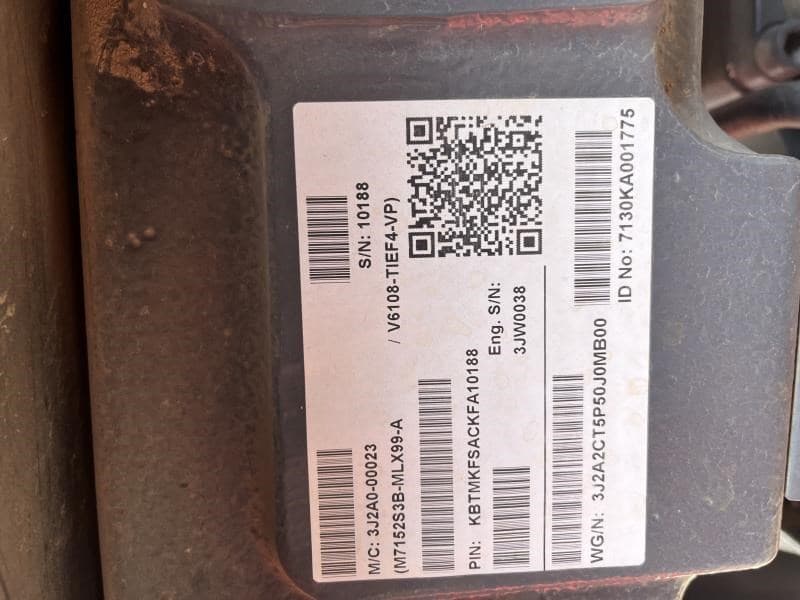 M/C: 3J2A0-00023 S/N: 10188
(M7152S3B-MLX99-A / V6108-TIEF4-VP)
PIN: KBTMKFSACKFA10188
Eng. S/N:
3JW0038
WG/N: 3J2A2CT5P50J0MB00
ID No: 7130KA001775